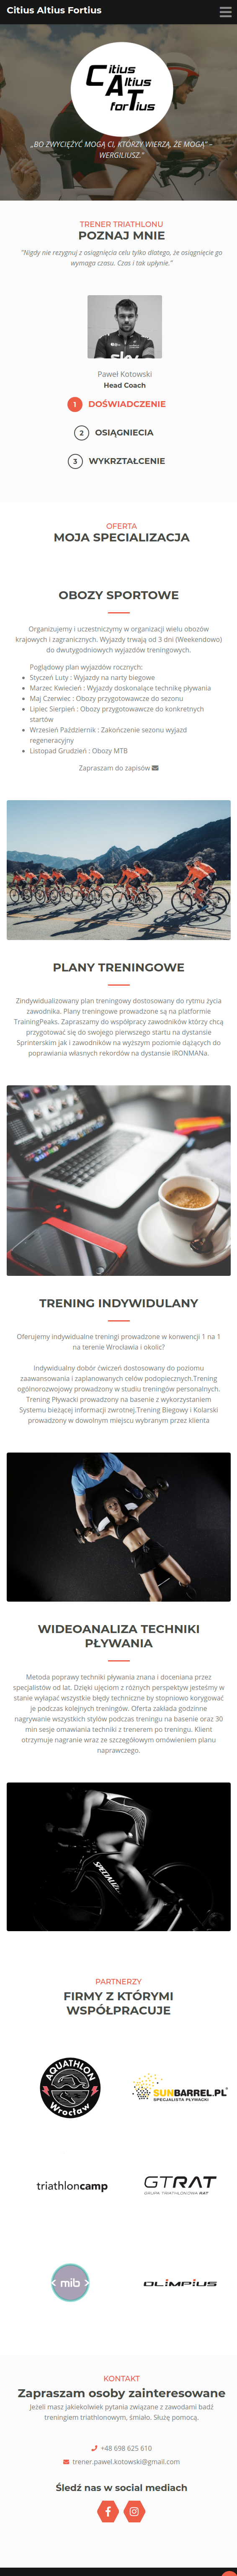 Citius Altius Fortius
Citius
Altius
CAT
forTius
„BO ZWYCIĘŻYĆ MOGĄ CI, KTÓRZY WIERZĄ, ŻE MOGĄ" –
WERGILIUSZ."
TRENER TRIATHLONU
POZNAJ MNIE
"Nigdy nie rezygnuj z osiągnięcia celu tylko dlatego, że osiągnięcie go
wymaga czasu. Czas i tak upłynie."
sky
Paweł Kotowski
Head Coach
1 DOŚWIADCZENIE
2 OSIĄGNIECIA
3 WYKRZTAŁCENIE
OFERTA
MOJA SPECIALIZACJA
OBOZY SPORTOWE
Organizujemy i uczestniczymy w organizacji wielu obozów
krajowych i zagranicznych. Wyjazdy trwają od 3 dni (Weekendowo)
do dwutygodniowych wyjazdów treningowych.
Poglądowy plan wyjazdów rocznych:
Styczeń Luty : Wyjazdy na narty biegowe
Marzec Kwiecień : Wyjazdy doskonalące technikę pływania
Maj Czerwiec : Obozy przygotowawcze do sezonu
Lipiec Sierpień : Obozy przygotowawcze do konkretnych
startów
Wrzesień Październik : Zakończenie sezonu wyjazd
regeneracyjny
Listopad Grudzień : Obozy MTB
Zapraszam do zapisów
PLANY TRENINGOWE
Zindywidualizowany plan treningowy dostosowany do rytmu życia
zawodnika. Plany treningowe prowadzone są na platformie
TrainingPeaks. Zapraszamy do współpracy zawodników którzy chcą
przygotować się do swojego pierwszego startu na dystansie
Sprinterskim jak i zawodników na wyższym poziomie dążących do
poprawiania własnych rekordów na dystansie IRONMANa.
TRENING INDYWIDULANY
Oferujemy indywidualne treningi prowadzone w konwencji 1 na 1
na terenie Wrocławia i okolic?
Indywidualny dobór ćwiczeń dostosowany do poziomu
zaawansowania i zaplanowanych celów podopiecznych.Trening
ogólnorozwojowy prowadzony w studiu treningów personalnych.
Trening Pływacki prowadzony na basenie z wykorzystaniem
Systemu bieżącej informacji zwrotnej.Trening Biegowy i Kolarski
prowadzony w dowolnym miejscu wybranym przez klienta
WIDEOANALIZA TECHNIKI
PŁYWANIA
Metoda poprawy techniki pływania znana i doceniana przez
specjalistów od lat. Dzięki ujęciom z różnych perspektyw jesteśmy w
stanie wyłapać wszystkie błędy techniczne by stopniowo korygować
je podczas kolejnych treningów. Oferta zakłada godzinne
nagrywanie wszystkich stylów podczas treningu na basenie oraz 30
min sesje omawiania techniki z trenerem po treningu. Klient
otrzymuje nagranie wraz ze szczegółowym omówieniem planu
naprawczego.
SPECIALIZED
PARTNERZY
FIRMY Z KTÓRYMI
WSPÓŁPRACUJE
AQUATHLON
Wrocław
SUNBARREL.PL
SPECJALISTA PŁYWACKI
triathloncamp
GTRAT
GRUPA TRIATHLONOWA RAT
mib
OLIMPIUS
KONTAKT
Zapraszam osoby zainteresowane
Jeżeli masz jakiekolwiek pytania związane z zawodami badź
treningiem triathlonowym, śmiało. Służę pomocą.
+48 698 625 610
trener.pawel.kotowski@gmail.com
Śledź nas w social mediach